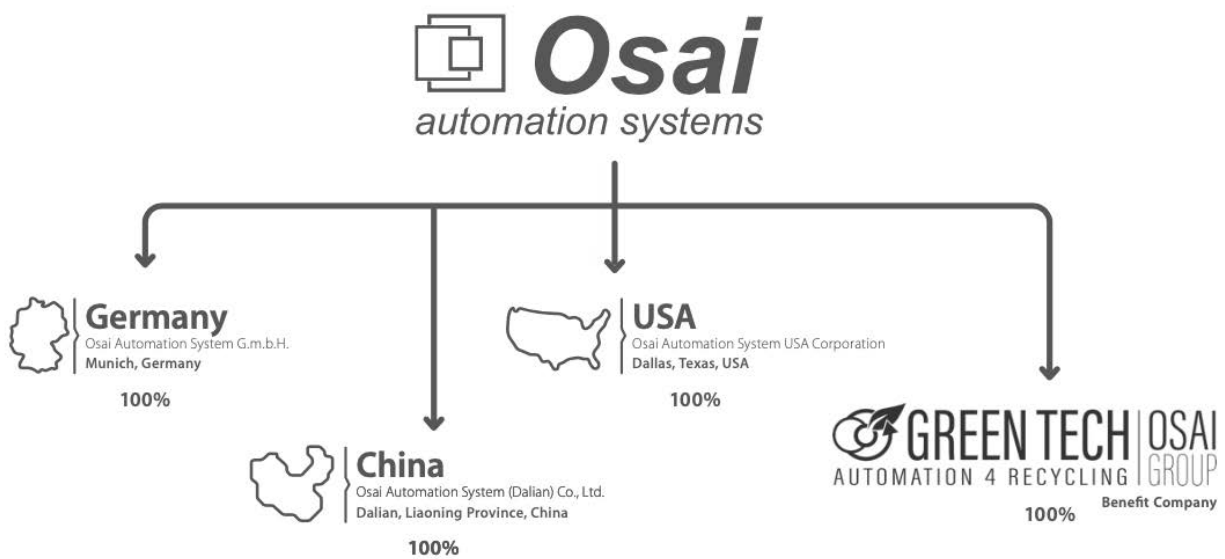 Osai
automation systems
Germany
Osai Automation System G.m.b.H.
Munich, Germany
100%
China
Osai Automation System (Dalian) Co., Ltd.
Dalian, Liaoning Province, China
100%
USA
Osai Automation System USA Corporation
Dallas, Texas, USA
100%
GREEN TECH OSAI
AUTOMATION 4 RECYCLING GROUP
Benefit Company
100%